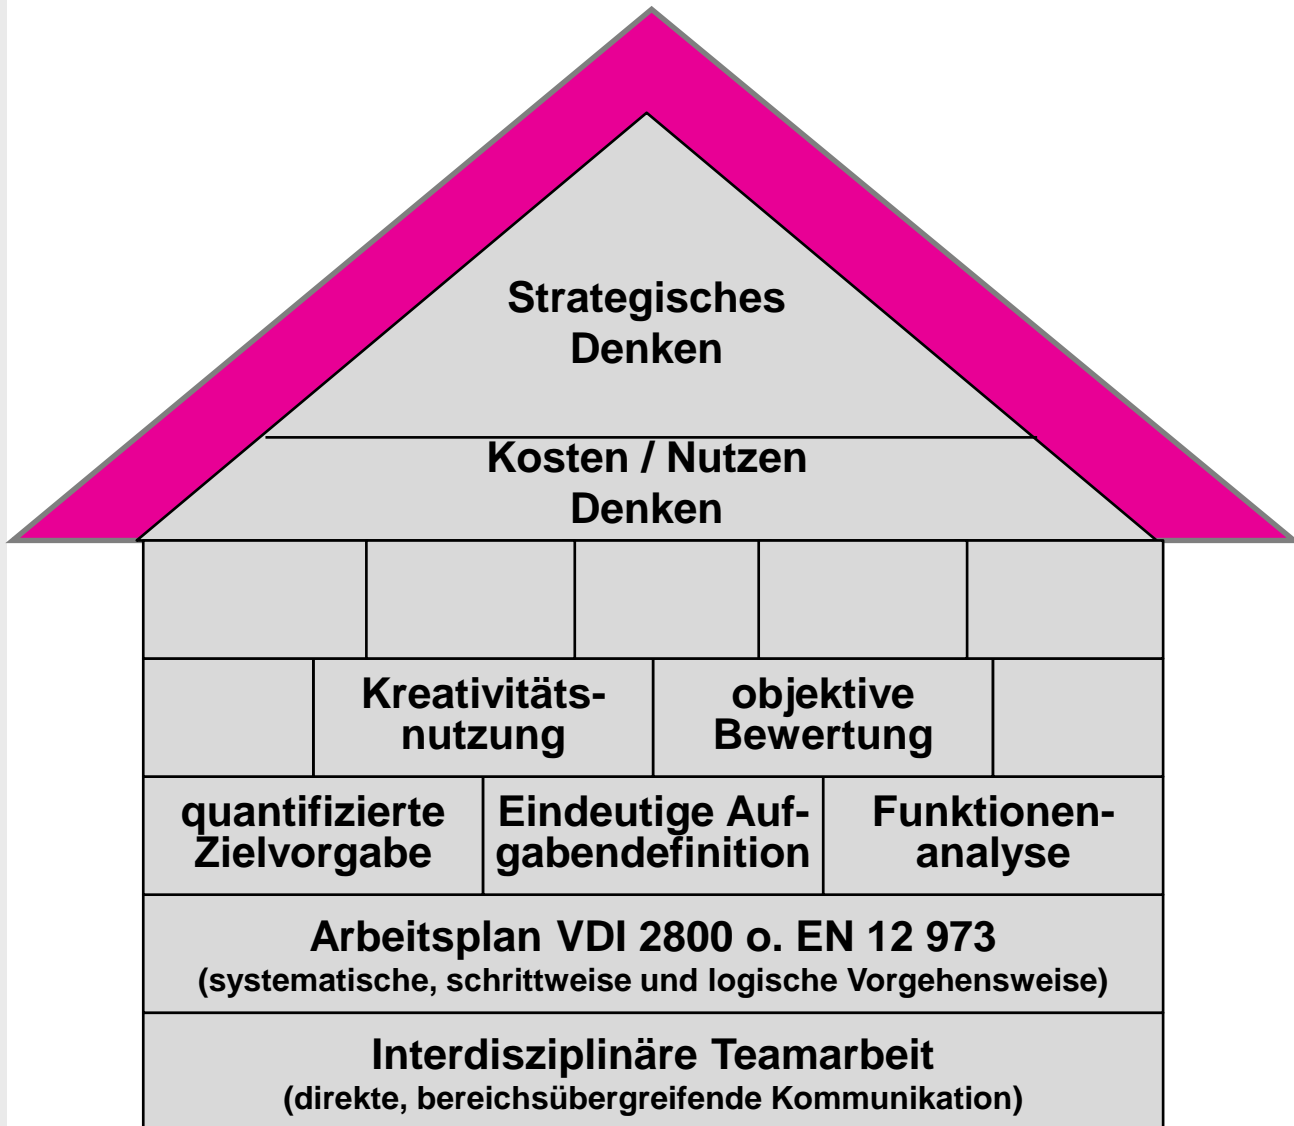 Strategisches
Denken
Kosten / Nutzen
Denken
Kreativitäts-
nutzung
objektive
Bewertung
quantifizierte
Zielvorgabe
Eindeutige Auf-
gabendefinition
Funktionen-
analyse
Arbeitsplan VDI 2800 o. EN 12 973
(systematische, schrittweise und logische Vorgehensweise)
Interdisziplinäre Teamarbeit
(direkte, bereichsübergreifende Kommunikation)